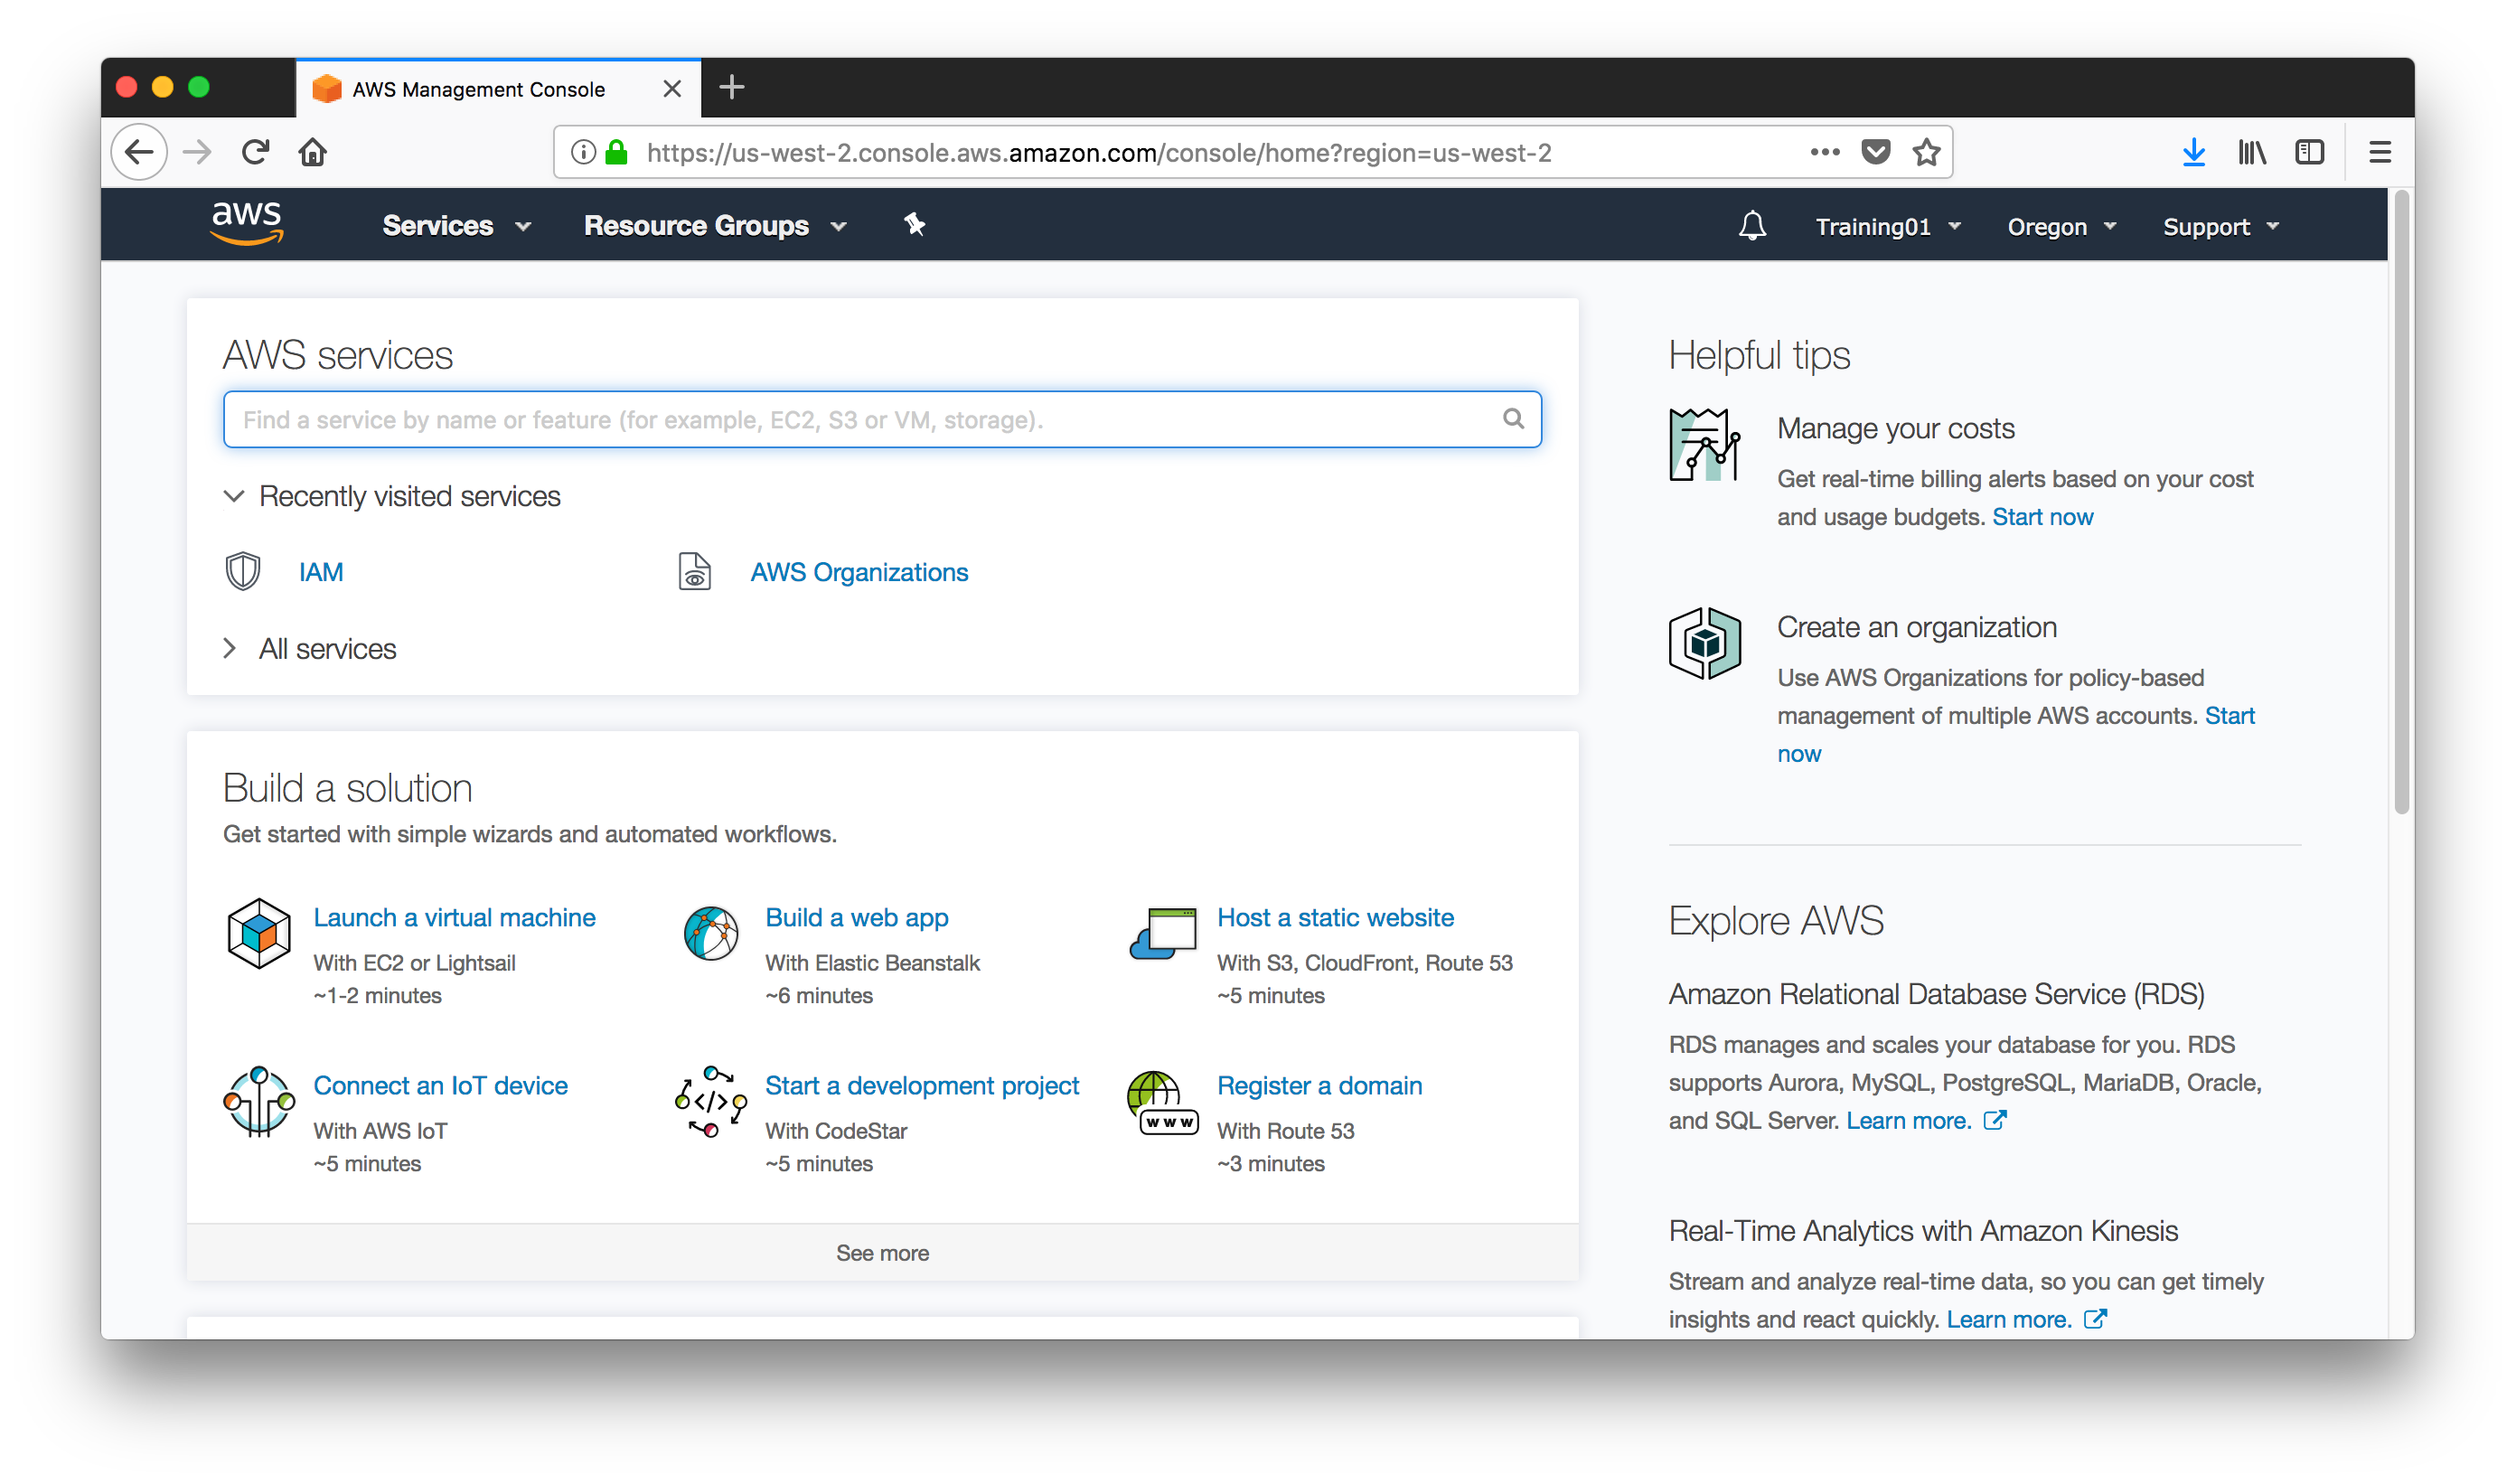 AWS Management Console
https://us-west-2.console.aws.amazon.com/console/home?region=us-west-2
aws
Services
Resource Groups
Training01
Oregon
Support
AWS services
Find a service by name or feature (for example, EC2, S3 or VM, storage).
Recently visited services
IAM
AWS Organizations
All services
Build a solution
Get started with simple wizards and automated workflows.
Launch a virtual machine
With EC2 or Lightsail
~1-2 minutes
Build a web app
With Elastic Beanstalk
~6 minutes
Host a static website
With S3, CloudFront, Route 53
~5 minutes
Connect an IoT device
With AWS IoT
~5 minutes
Start a development project
With CodeStar
~5 minutes
www
Register a domain
With Route 53
~3 minutes
See more
Helpful tips
Manage your costs
Get real-time billing alerts based on your cost
and usage budgets. Start now
Create an organization
Use AWS Organizations for policy-based
management of multiple AWS accounts. Start
now
Explore AWS
Amazon Relational Database Service (RDS)
RDS manages and scales your database for you. RDS
supports Aurora, MySQL, PostgreSQL, MariaDB, Oracle,
and SQL Server. Learn more.
Real-Time Analytics with Amazon Kinesis
Stream and analyze real-time data, so you can get timely
insights and react quickly. Learn more.